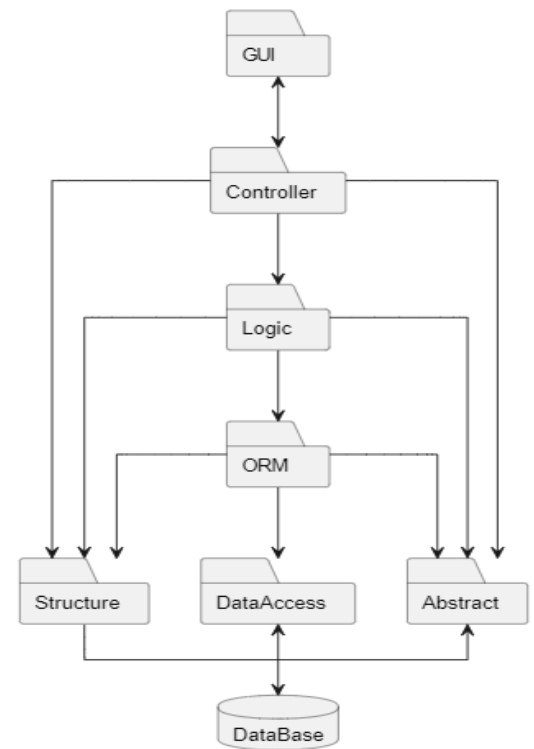 GUI
Controller
Logic
ORM
Structure
DataAccess
Abstract
DataBase